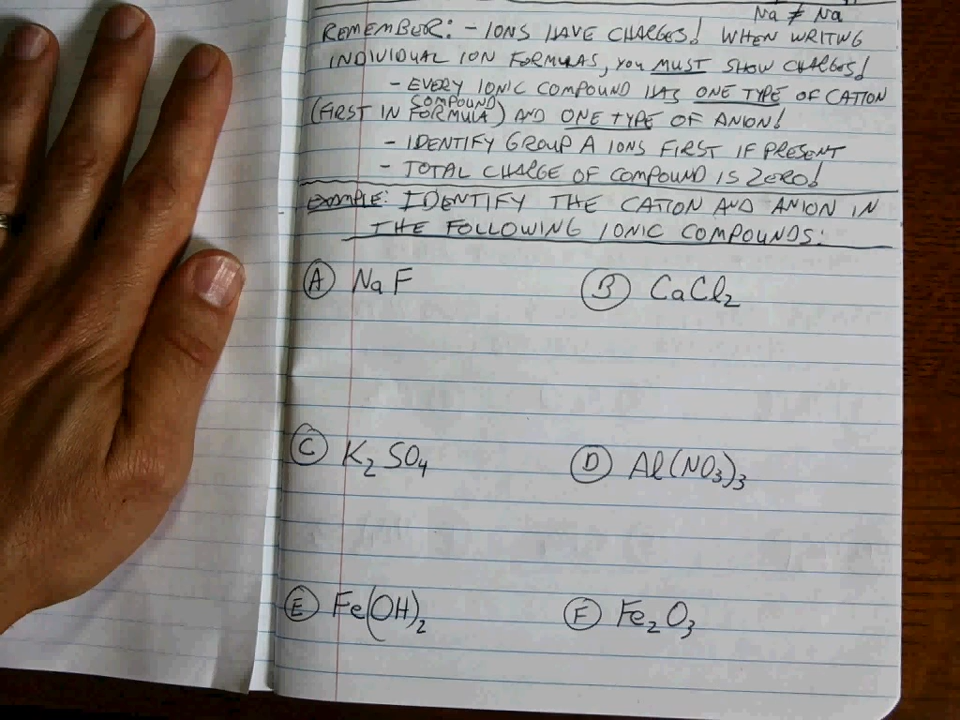 Na ≠ Na
REMEMBER: - IONS HAVE CHARGES! WHEN WRITING
INDIVIDUAL ION FORMULAS, YOU MUST SHOW CHARGES!
- EVERY IONIC COMPOUND HAS ONE TYPE OF CATION
(FIRST IN COMPOUND FORMULA) AND ONE TYPE OF ANION!
- IDENTIFY GROUP A IONS FIRST IF PRESENT
- TOTAL CHARGE OF COMPOUND IS ZERO!
EXAMPLE: IDENTIFY THE CATION AND ANION IN
THE FOLLOWING IONIC COMPOUNDS:
A NaF
B CaCl₂
C K₂SO₄
D Al(NO₃)₃
E Fe(OH)₂
F Fe₂O₃